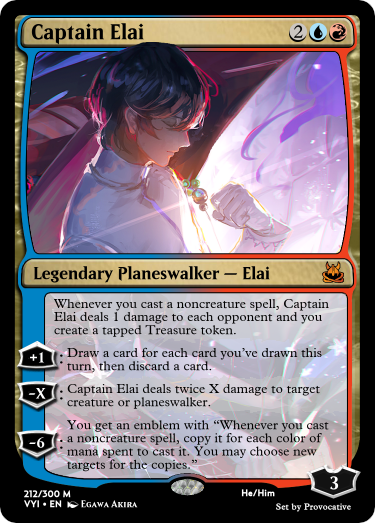 Captain Elai 2
Legendary Planeswalker — Elai
Whenever you cast a noncreature spell, Captain
Elai deals 1 damage to each opponent and you
create a tapped Treasure token.
+1: Draw a card for each card you've drawn this
turn, then discard a card.
-X: Captain Elai deals twice X damage to target
creature or planeswalker.
-6: You get an emblem with "Whenever you cast
a noncreature spell, copy it for each color of
mana spent to cast it. You may choose new
targets for the copies."
3
212/300 M He/Him
VYI • EN Egawa Akira Set by Provocative